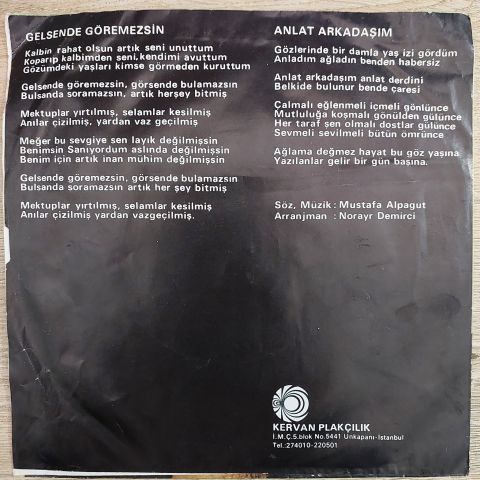 GELSENDE GÖREMEZSİN
Kalbin rahat olsun artık seni unuttum
Koparıp kalbimden seni, kendimi avuttum
Gözümdeki yaşları kimse görmeden kuruttum
Gelsende göremezsin, görsende bulamazsın
Bulsanda soramazsın, artık herşey bitmiş
Mektuplar yırtılmış, selamlar kesilmiş
Anılar çizilmiş, yardan vaz geçilmiş
Meğer bu sevgiye sen layık değilmişsin
Benimsin Sanıyordum aslında değilmişsin
Benim için artık inan mühim değilmişsin
Gelsende göremezsin, görsende bulamazsın
Bulsanda soramazsın artık her şey bitmiş
Mektuplar yırtılmış, selamlar kesilmiş
Anılar çizilmiş yardan vazgeçilmiş.
ANLAT ARKADAŞIM
Gözlerinde bir damla yaş izi gördüm
Anladım ağladın benden habersiz
Anlat arkadaşım anlat derdini
Belkide bulunur bende çaresi
Çalmalı eğlenmeli içmeli gönlünce
Mutluluğa koşmalı gönülden gülünce
Her taraf şen olmalı dostlar gülünce
Sevmeli sevilmeli bütün ömrünce
Ağlama değmez hayat bu göz yaşına
Yazılanlar gelir bir gün başına.
Söz, Müzik : Mustafa Alpagut
Arranjman : Norayr Demirci
KERVAN PLAKÇILIK
İ.M.Ç.5.blok No.5441 Unkapanı-İstanbul
Tel.:274010-220501